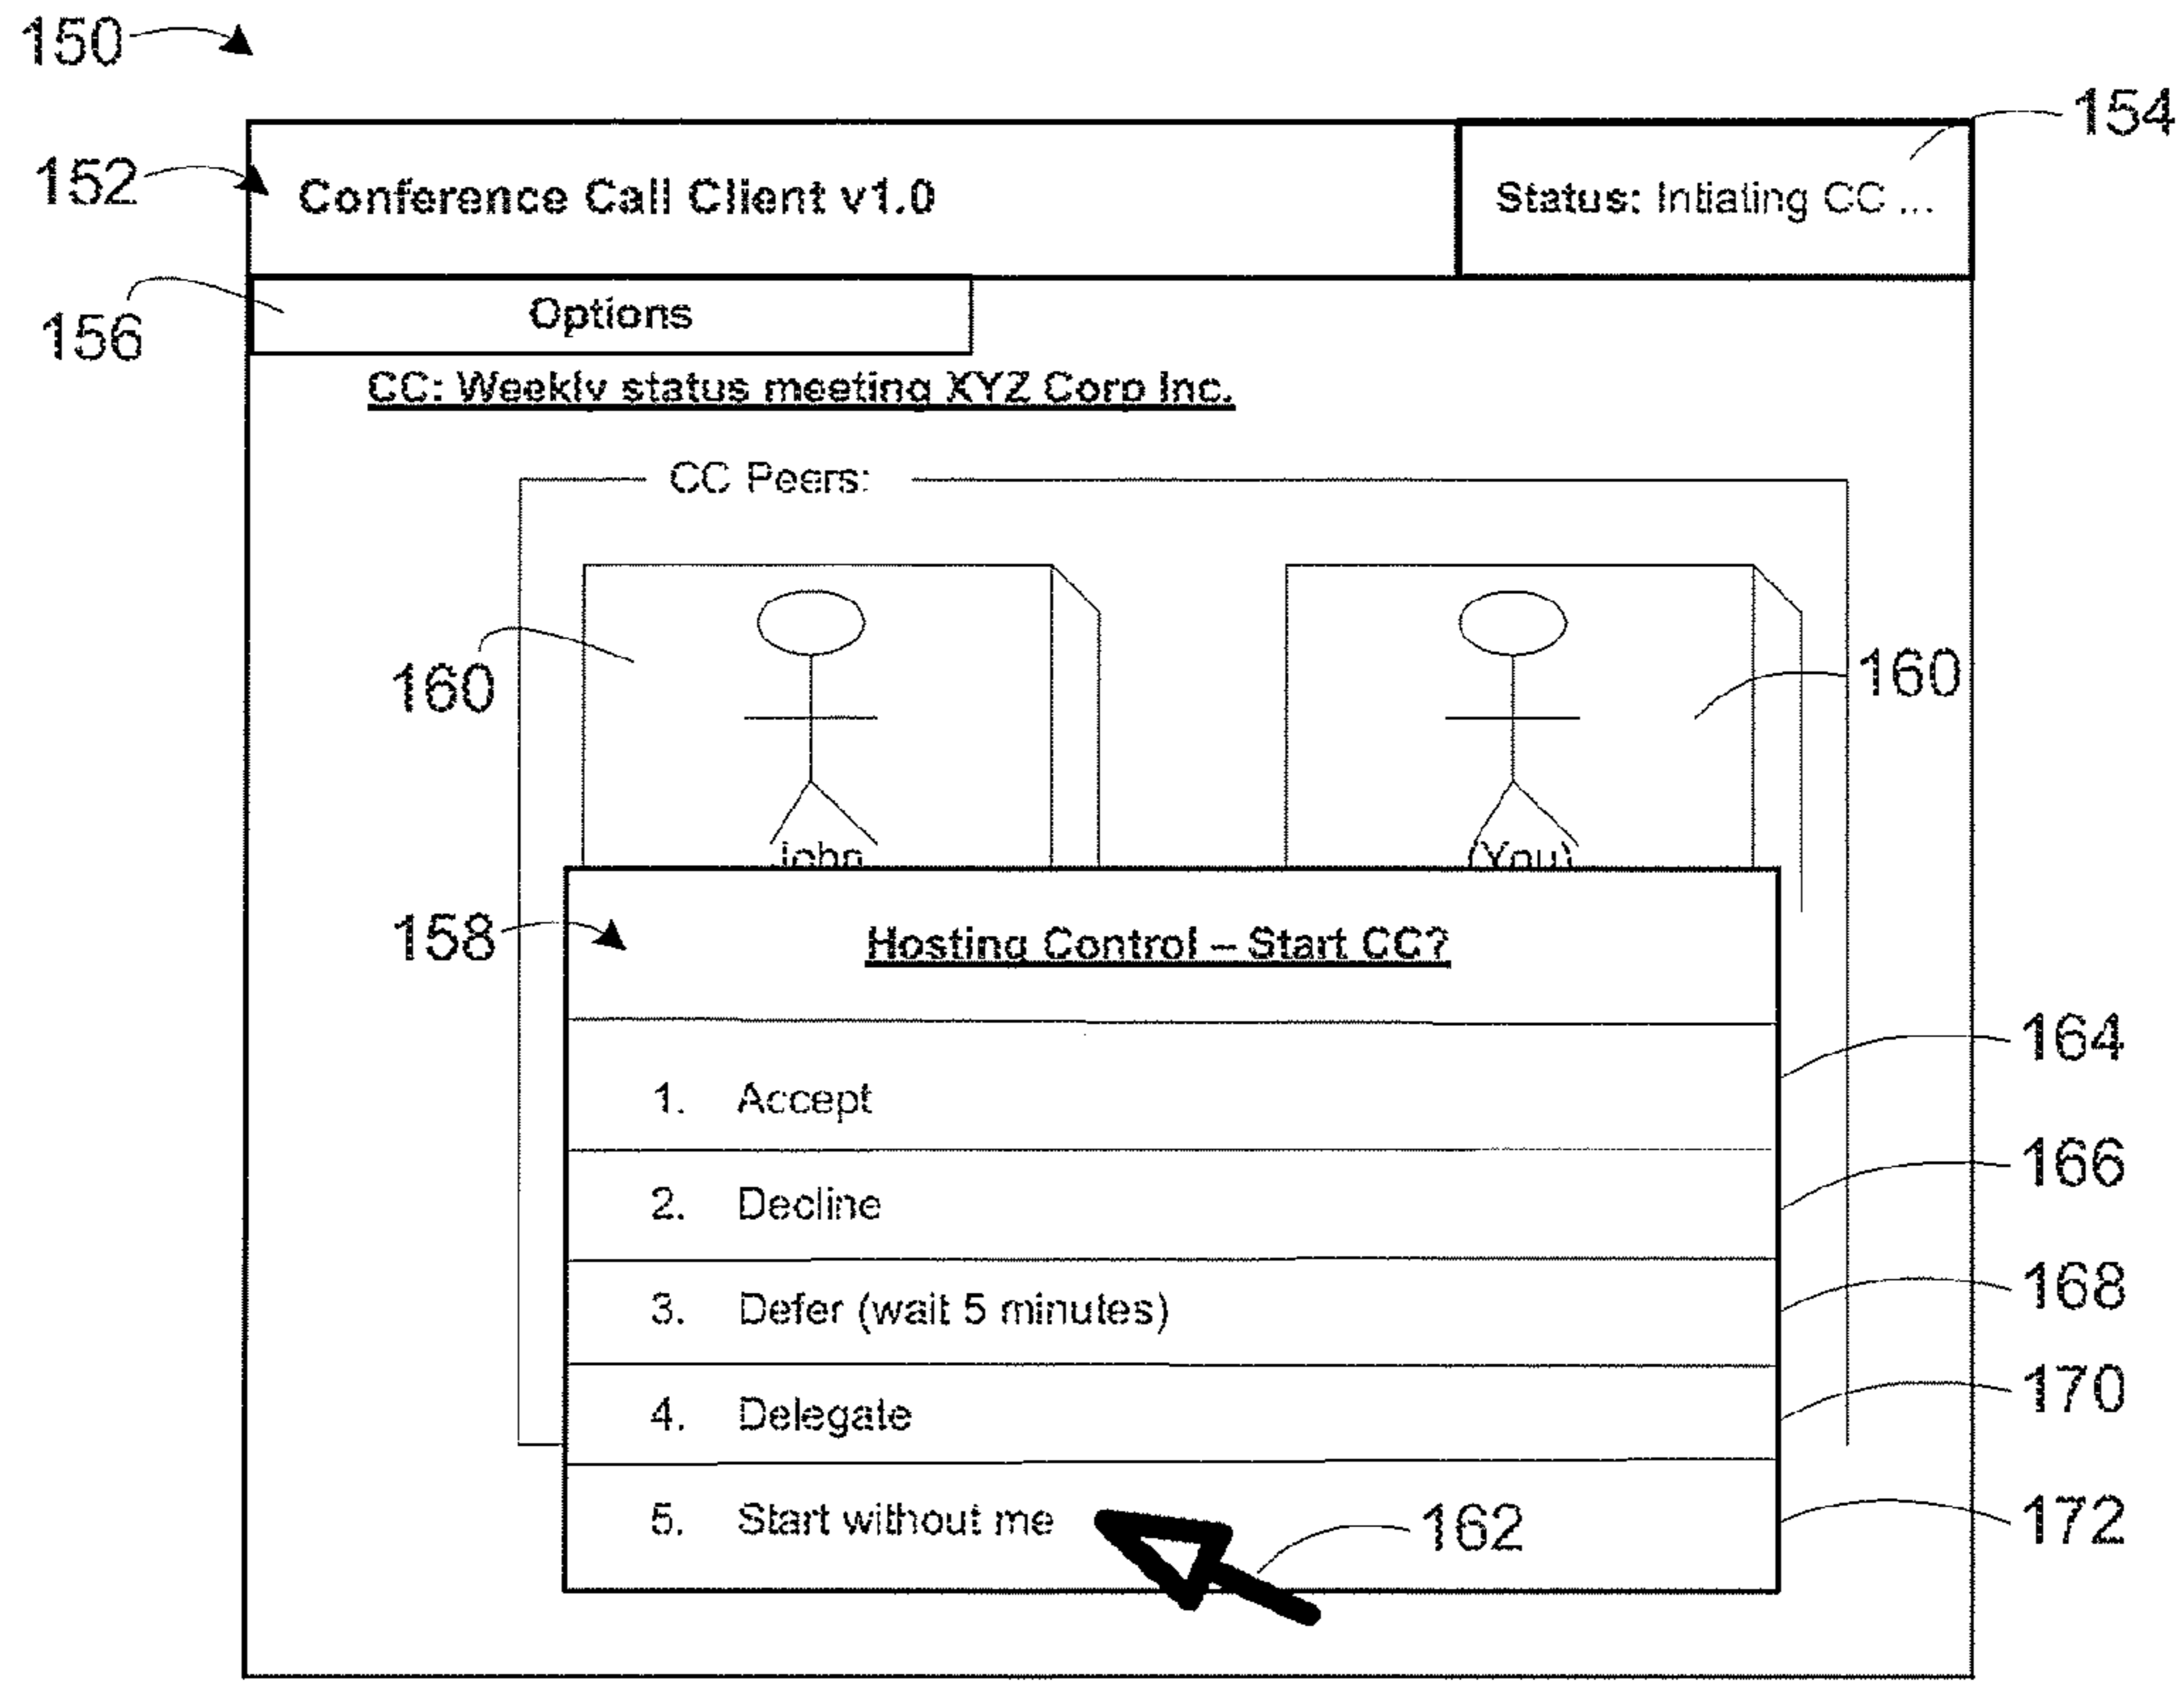 150
154
152
Conference Call Client v1.0
Status: Intiating CC ...
156
Options
CC: Weekly status meeting XYZ Corp Inc.
CC Peers:
160
160
John
(You)
158
Hosting Control – Start CC?
164
1. Accept
166
2. Decline
168
3. Defer (wait 5 minutes)
170
4. Delegate
172
5. Start without me
162